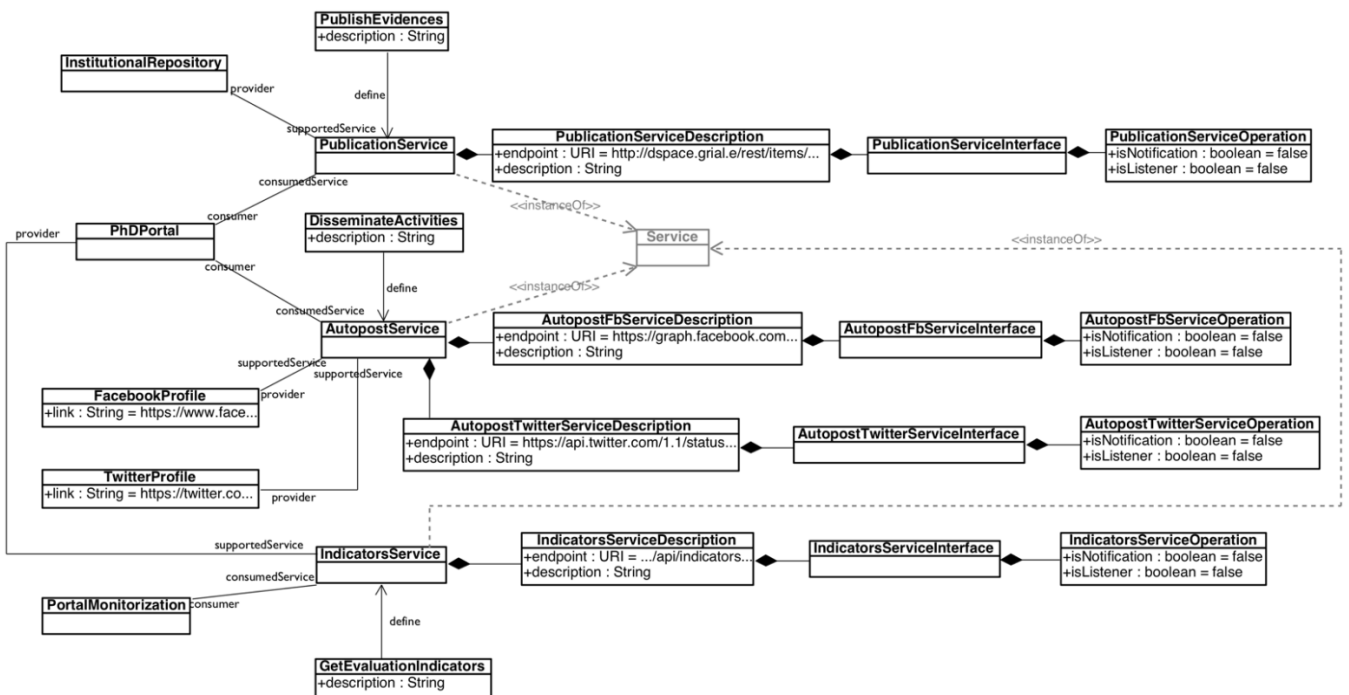 PublishEvidences
+description : String
InstitutionalRepository
provider
define
supportedService
PublicationService
PublicationServiceDescription
+endpoint : URI = http://dspace.grial.e/rest/items/...
+description : String
PublicationServiceInterface
PublicationServiceOperation
+isNotification : boolean = false
+isListener : boolean = false
consumedService
consumer
<<instanceOf>>
DisseminateActivities
+description : String
provider
PhDPortal
Service
<<instanceOf>>
consumer
define
<<instanceOf>>
consumedService
AutopostService
AutopostFbServiceDescription
+endpoint : URI = https://graph.facebook.com...
+description : String
AutopostFbServiceInterface
AutopostFbServiceOperation
+isNotification : boolean = false
+isListener : boolean = false
supportedService
supportedService
FacebookProfile
+link : String = https://www.face...
provider
AutopostTwitterServiceDescription
+endpoint : URI = https://api.twitter.com/1.1/status...
+description : String
AutopostTwitterServiceInterface
AutopostTwitterServiceOperation
+isNotification : boolean = false
+isListener : boolean = false
TwitterProfile
+link : String = https://twitter.co...
provider
supportedService
IndicatorsService
IndicatorsServiceDescription
+endpoint : URI = .../api/indicators...
+description : String
IndicatorsServiceInterface
IndicatorsServiceOperation
+isNotification : boolean = false
+isListener : boolean = false
consumedService
PortalMonitorization
consumer
define
GetEvaluationIndicators
+description : String